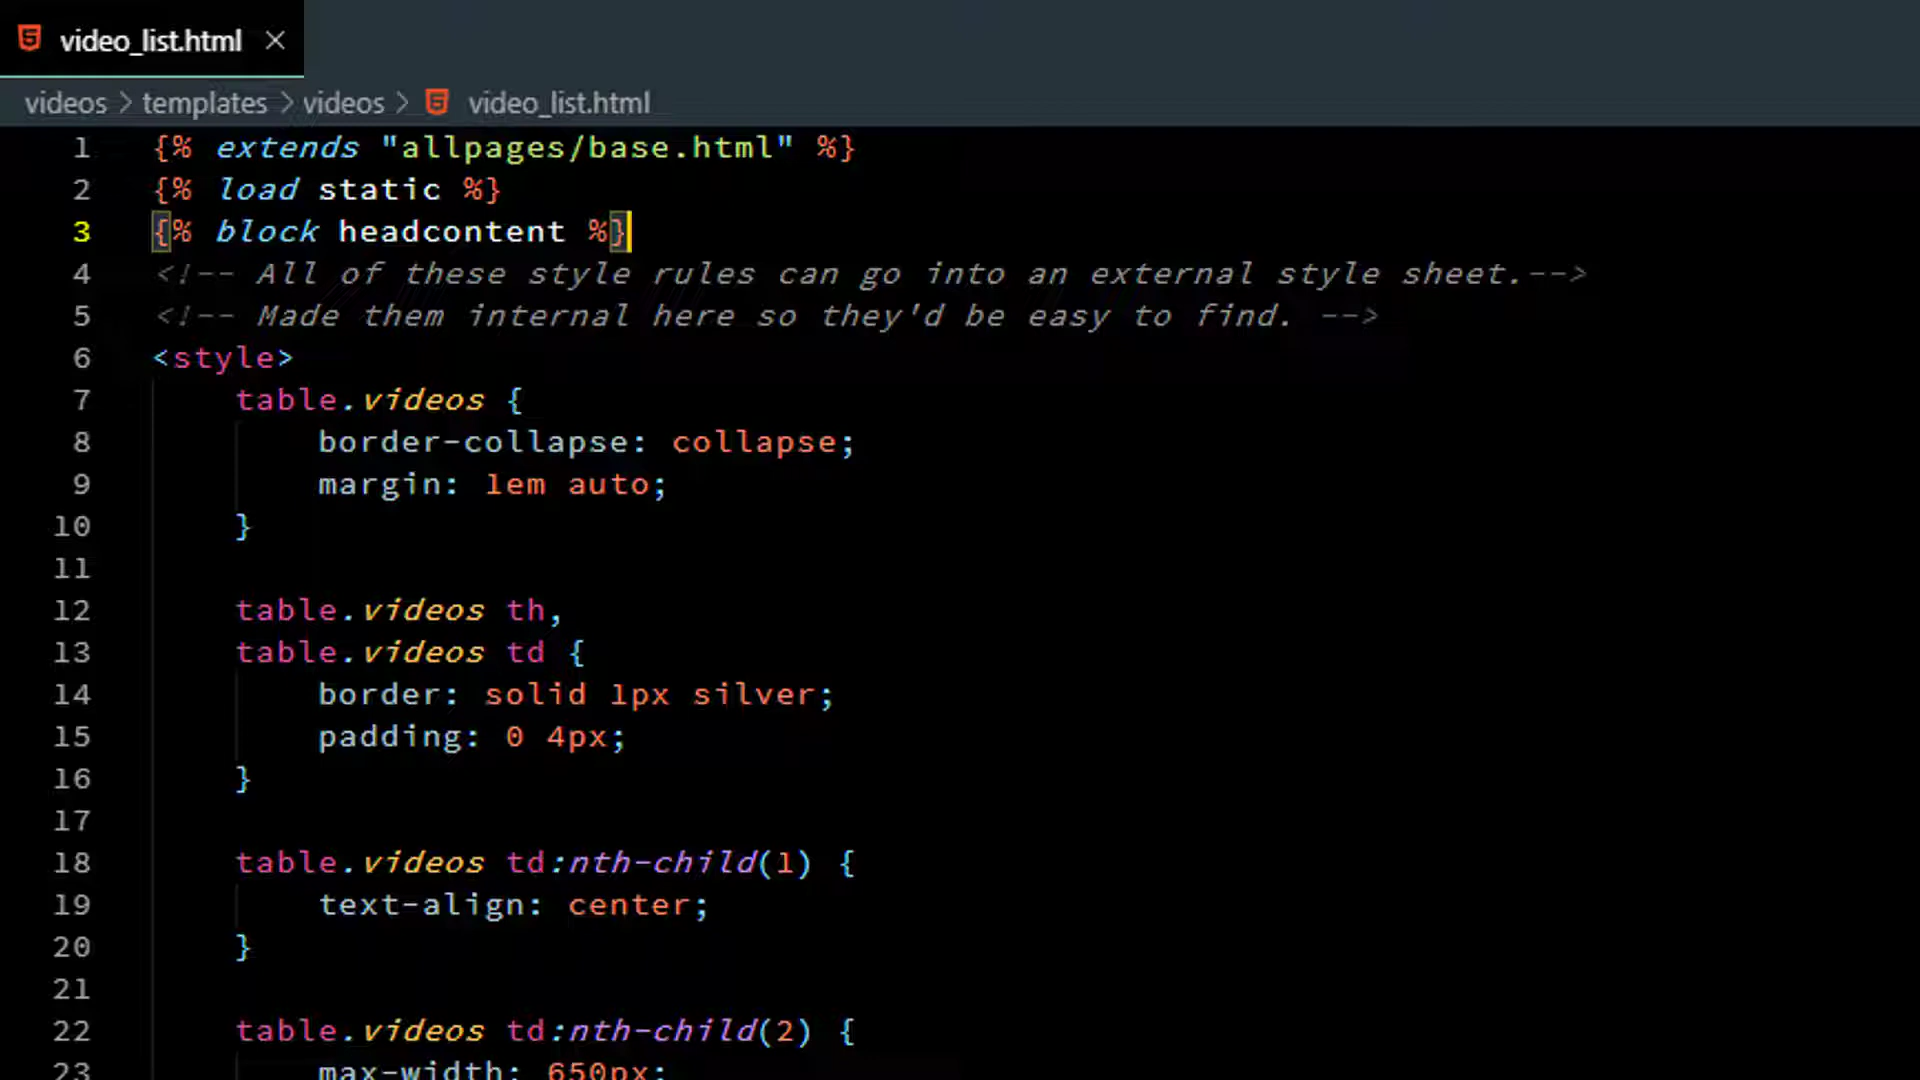 video_list.html ×
videos > templates > videos > video_list.html
1 {% extends "allpages/base.html" %}
2 {% load static %}
3 {% block headcontent %}
4 <!-- All of these style rules can go into an external style sheet.-->
5 <!-- Made them internal here so they'd be easy to find. -->
6 <style>
7 table.videos {
8 border-collapse: collapse;
9 margin: 1em auto;
10 }
11
12 table.videos th,
13 table.videos td {
14 border: solid 1px silver;
15 padding: 0 4px;
16 }
17
18 table.videos td:nth-child(1) {
19 text-align: center;
20 }
21
22 table.videos td:nth-child(2) {
23 max-width: 650px;